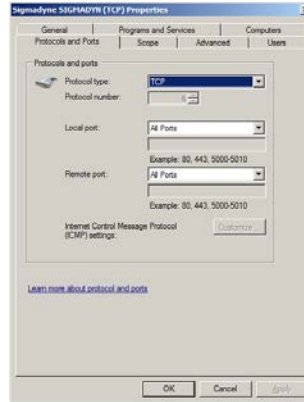 Sigmadyne SIGMADYN (TCP) Properties
General Programs and Services Computers
Protocols and Ports Scope Advanced Users
Protocols and ports
Protocol type: TCP
Protocol number: 6
Local port: All Ports
Example: 80, 443, 5000-5010
Remote port: All Ports
Example: 80, 443, 5000-5010
Internet Control Message Protocol
(ICMP) settings: Customize...
Learn more about protocol and ports
OK Cancel Apply